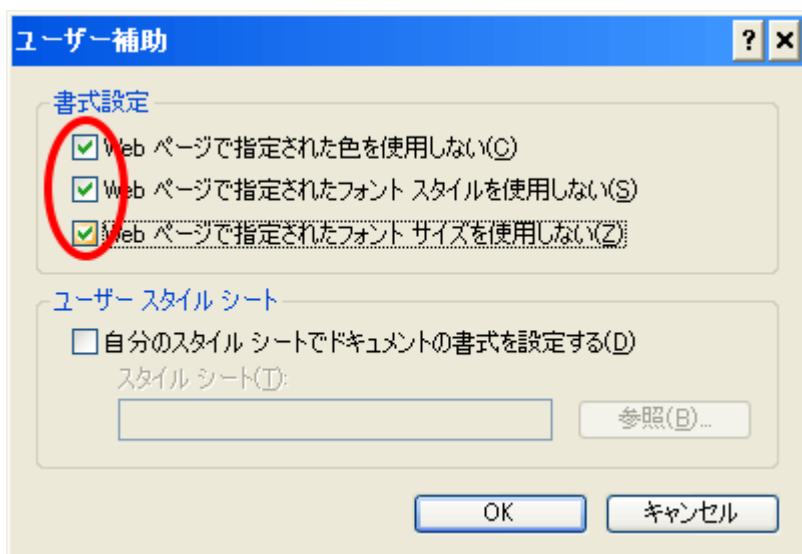 ユーザー補助
書式設定
Web ページで指定された色を使用しない(C)
Web ページで指定されたフォント スタイルを使用しない(S)
Web ページで指定されたフォント サイズを使用しない(Z)
ユーザー スタイル シート
自分のスタイル シートでドキュメントの書式を設定する(D)
スタイル シート(T):
参照(B)...
OK キャンセル